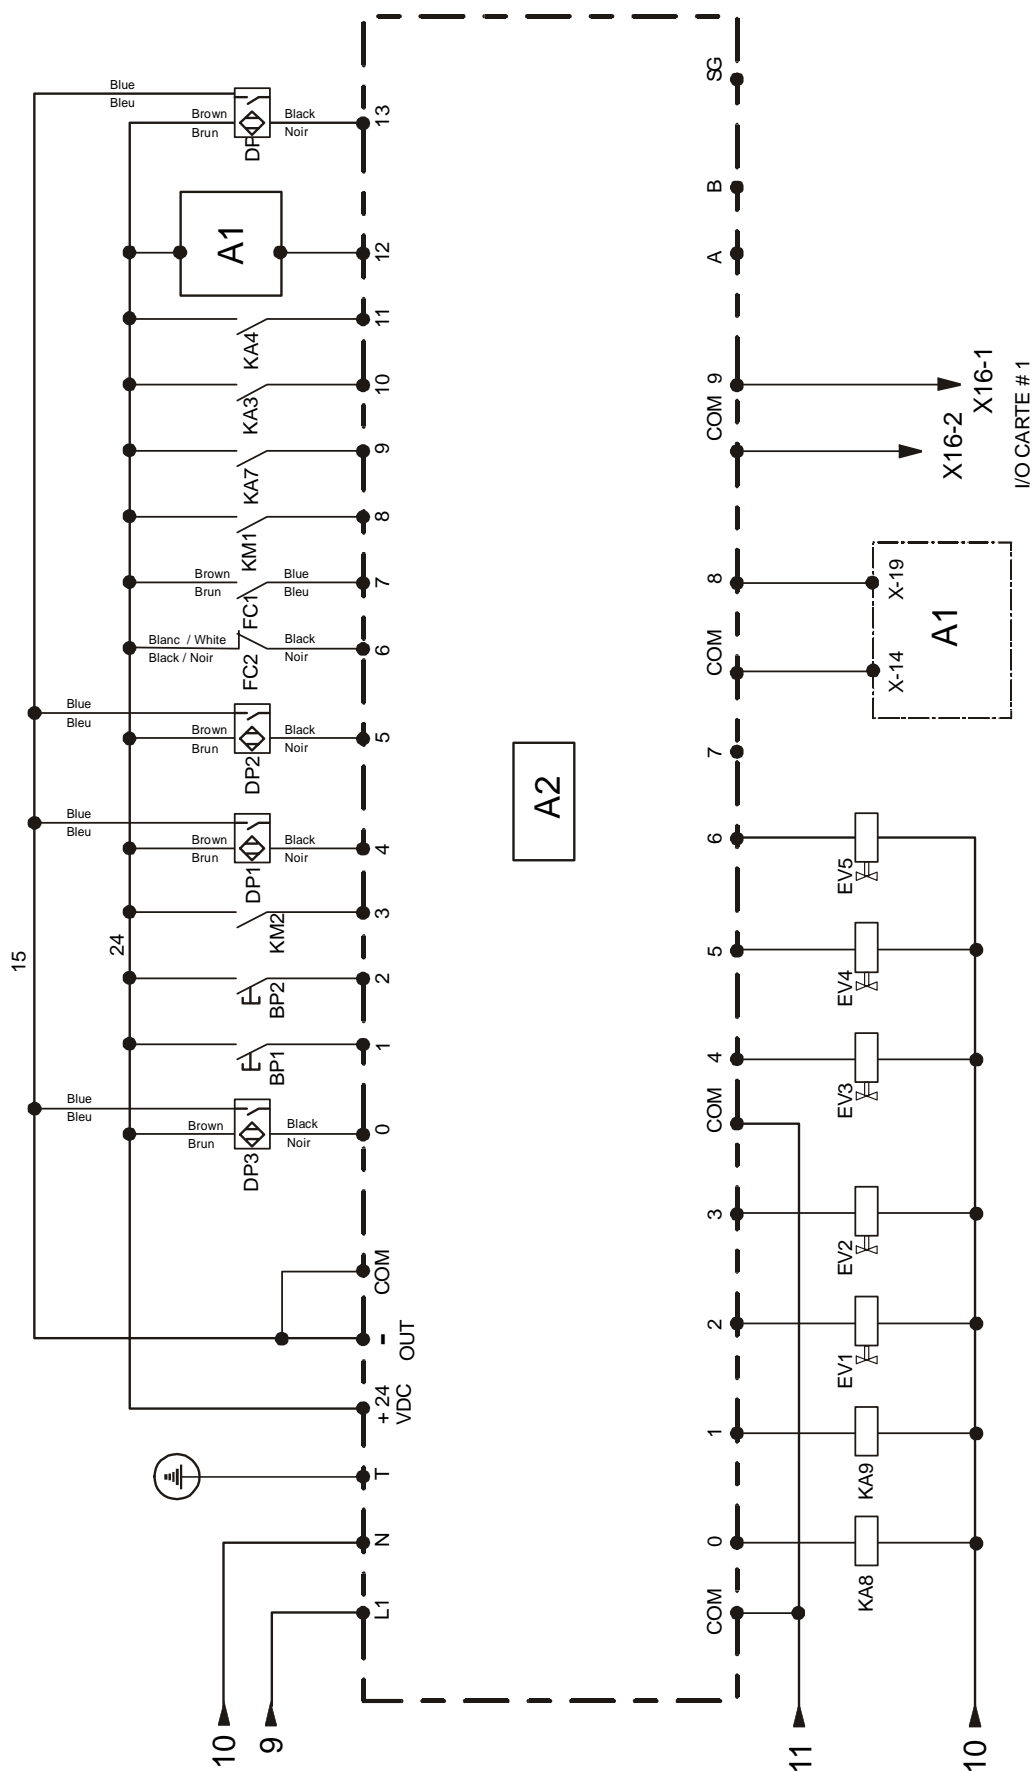 Blue
Bleu
Brown
Brun
DP
Black
Noir
13
A1
12
KA4
11
KA3
10
KA7
9
KM1
8
Brown
Brun
FC1
Blue
Bleu
7
Blanc / White
Black / Noir
FC2
Black
Noir
6
Blue
Bleu
Brown
Brun
DP2
Black
Noir
5
Blue
Bleu
Brown
Brun
DP1
Black
Noir
4
15
24
KM2
3
BP2
2
BP1
1
Blue
Bleu
Brown
Brun
DP3
Black
Noir
0
COM
-
OUT
+ 24
VDC
T
N
L1
10
9
A2
SG
B
A
9
COM
X16-1
X16-2
I/O CARTE # 1
8
COM
X-19
X-14
A1
7
6
EV5
5
EV4
4
EV3
COM
3
EV2
2
EV1
1
KA9
0
KA8
COM
11
10